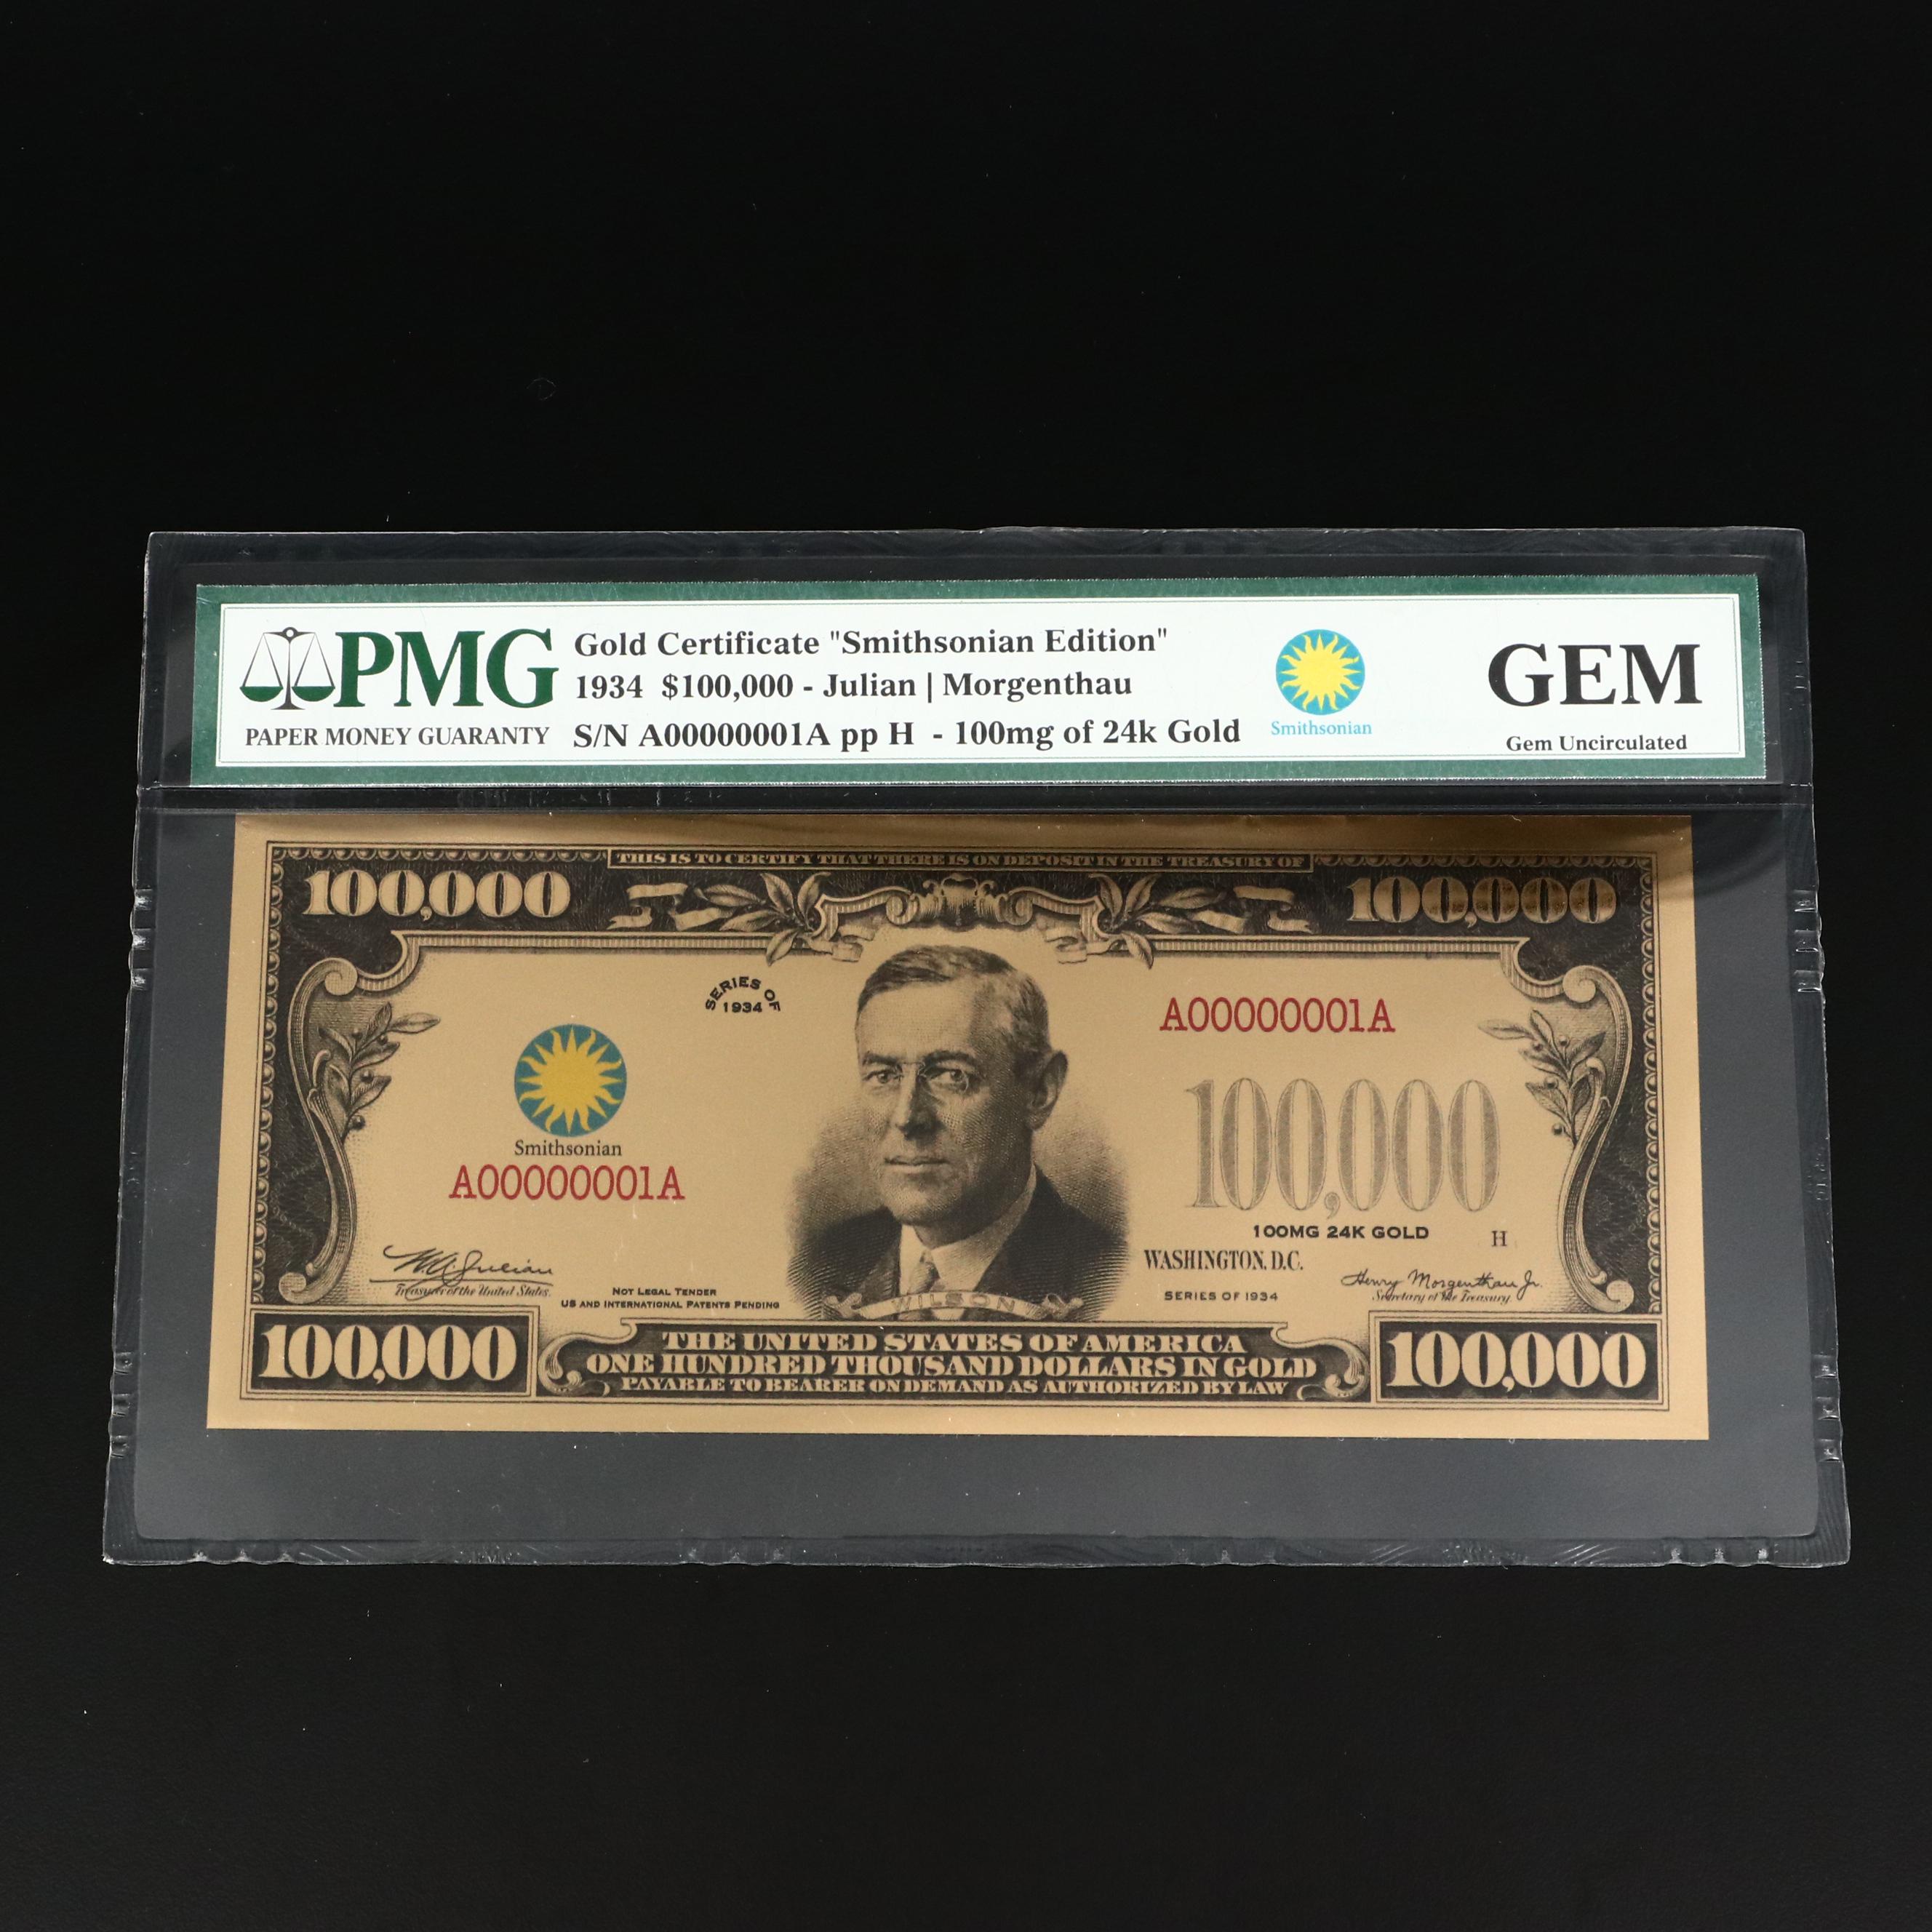 PMG
PAPER MONEY GUARANTY
Gold Certificate "Smithsonian Edition"
1934 $100,000 - Julian | Morgenthau
S/N A00000001A pp H - 100mg of 24k Gold
Smithsonian
GEM
Gem Uncirculated
THIS IS TO CERTIFY THAT THERE IS ON DEPOSIT IN THE TREASURY OF
100,000
100,000
SERIES OF
1934
A00000001A
Smithsonian
A00000001A
100,000
100MG 24K GOLD
H
WASHINGTON, D.C.
W.A. Julian
Treasurer of the United States.
NOT LEGAL TENDER
US AND INTERNATIONAL PATENTS PENDING
WILSON
SERIES OF 1934
Henry Morgenthau Jr.
Secretary of the Treasury
100,000
THE UNITED STATES OF AMERICA
ONE HUNDRED THOUSAND DOLLARS IN GOLD
PAYABLE TO BEARER ON DEMAND AS AUTHORIZED BY LAW
100,000